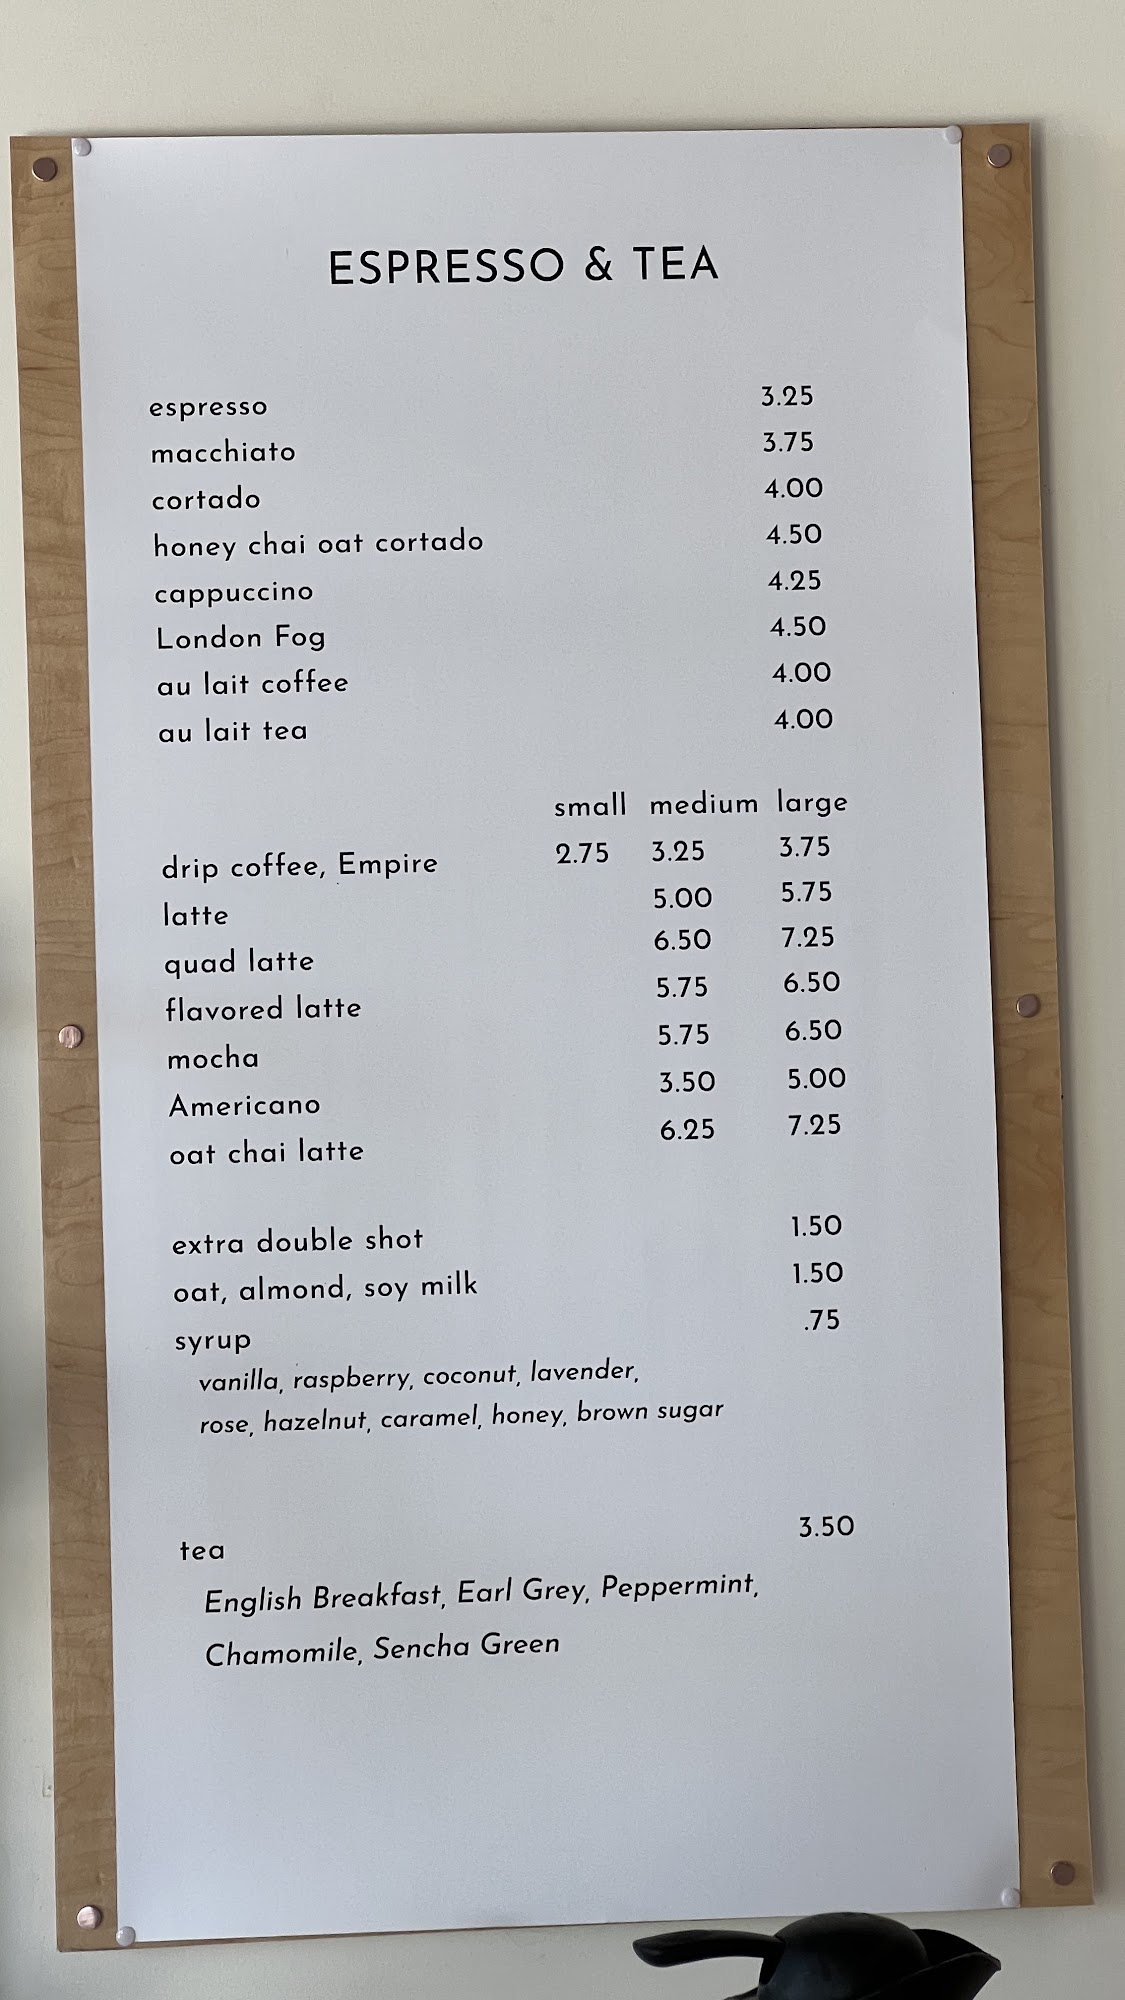 ESPRESSO & TEA
espresso 3.25
macchiato 3.75
cortado 4.00
honey chai oat cortado 4.50
cappuccino 4.25
London Fog 4.50
au lait coffee 4.00
au lait tea 4.00
small medium large
drip coffee, Empire 2.75 3.25 3.75
latte 5.00 5.75
quad latte 6.50 7.25
flavored latte 5.75 6.50
mocha 5.75 6.50
Americano 3.50 5.00
oat chai latte 6.25 7.25
extra double shot 1.50
oat, almond, soy milk 1.50
syrup .75
vanilla, raspberry, coconut, lavender,
rose, hazelnut, caramel, honey, brown sugar
tea 3.50
English Breakfast, Earl Grey, Peppermint,
Chamomile, Sencha Green